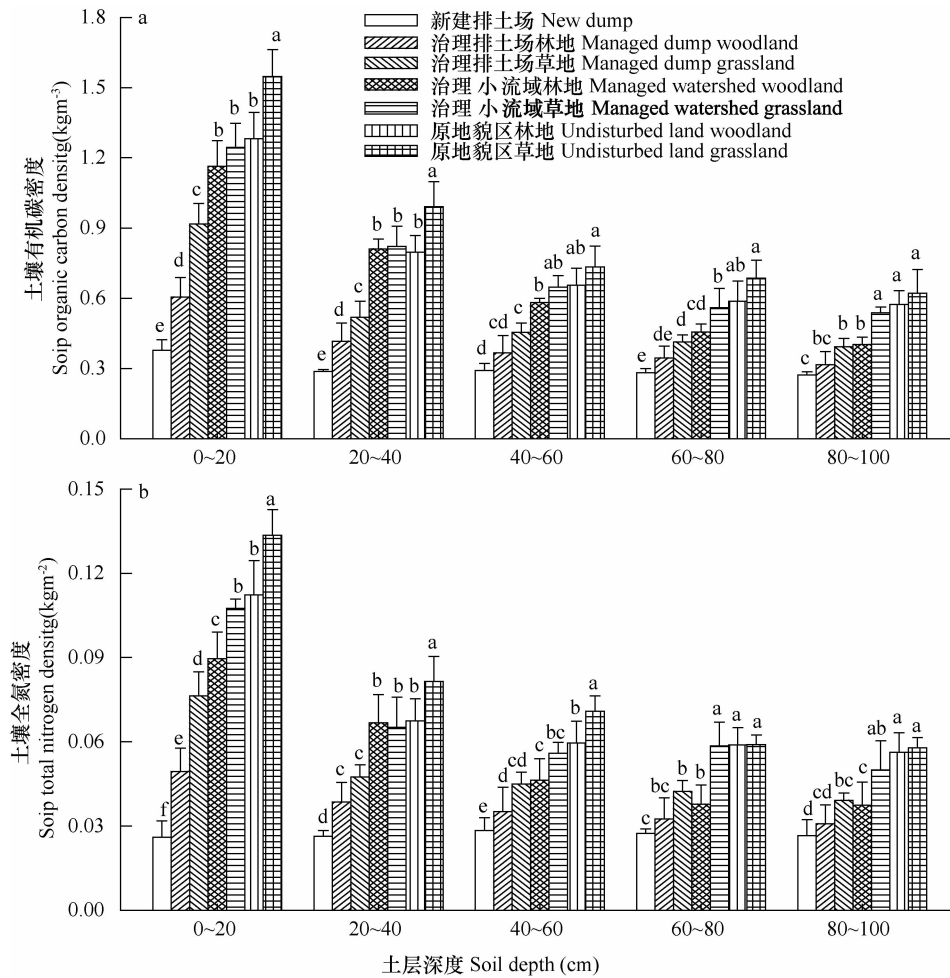 1.8
a
新建排土场 New dump
治理排土场林地 Managed dump woodland
治理排土场草地 Managed dump grassland
治理 小 流域林地 Managed watershed woodland
治理 小 流域草地 Managed watershed grassland
原地貌区林地 Undisturbed land woodland
原地貌区草地 Undisturbed land grassland
1.5
1.2
0.9
0.6
0.3
0.0
土壤有机碳密度
Soip organic carbon densitg(kgm-3)
e d c b b b a
e d c b b b a
d cd c b ab ab a
e de d cd b ab a
c bc b b a a a
0~20 20~40 40~60 60~80 80~100
0.15
b
0.12
0.09
0.06
0.03
0.00
土壤全氮密度
Soip total nitrogen densitg(kgm-2)
f e d c b b a
d c c b b b a
e d cd c bc b a
c bc b b a a a
d cd bc c ab a a
0~20 20~40 40~60 60~80 80~100
土层深度 Soil depth (cm)